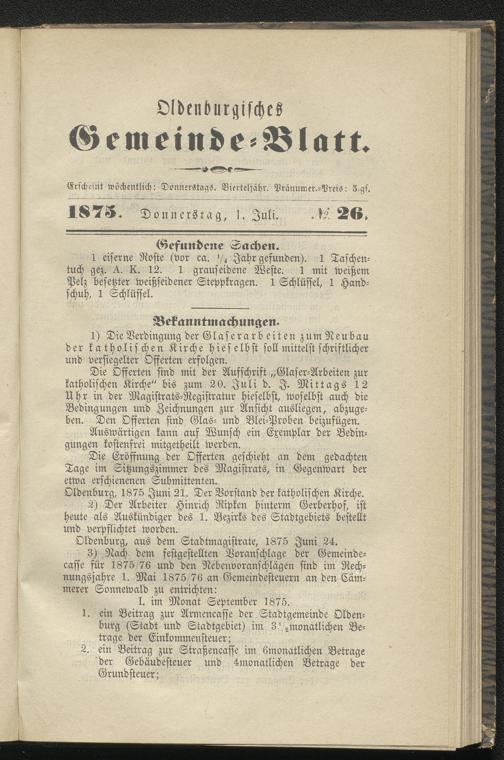 Oldenburgisches
Gemeinde-Blatt.
Erscheint wöchentlich: Donnerstags. Vierteljähr. Pränumer.-Preis: 5 gſ.
1875. Donnerstag, 1. Juli. № 26.
Gefundene Sachen.
1 eiserne Roste (vor ca. ¼ Jahr gefunden). 1 Taschen-
tuch gez. A. K. 12. 1 grauseidene Weste. 1 mit weißem
Pelz besetzter weißseidener Steppkragen. 1 Schlüssel, 1 Hand-
schuh, 1 Schlüssel.
Bekanntmachungen.
1) Die Verdingung der Glaserarbeiten zum Neubau
der katholischen Kirche hieselbst soll mittelst schriftlicher
und versiegelter Offerten erfolgen.
Die Offerten sind mit der Aufschrift „Glaser-Arbeiten zur
katholischen Kirche" bis zum 20. Juli d. J. Mittags 12
Uhr in der Magistrats-Registratur hieselbst, woselbst auch die
Bedingungen und Zeichnungen zur Ansicht ausliegen, abzuge-
ben. Den Offerten sind Glas- und Blei-Proben beizufügen.
Auswärtigen kann auf Wunsch ein Exemplar der Bedin-
gungen kostenfrei mitgetheilt werden.
Die Eröffnung der Offerten geschieht an dem gedachten
Tage im Sitzungszimmer des Magistrats, in Gegenwart der
etwa erschienenen Submittenten.
Oldenburg, 1875 Juni 21. Der Vorstand der katholischen Kirche.
2) Der Arbeiter Hinrich Ripken hinterm Gerberhof, ist
heute als Auskündiger des 1. Bezirks des Stadtgebiets bestellt
und verpflichtet worden.
Oldenburg, aus dem Stadtmagistrate, 1875 Juni 24.
3) Nach dem festgestellten Voranschlage der Gemeinde-
casse für 1875/76 und den Nebenvoranschlägen sind im Rech-
nungsjahre 1. Mai 1875/76 an Gemeindesteuern an den Cäm-
merer Sonnewald zu entrichten:
I. im Monat September 1875.
1. ein Beitrag zur Armencasse der Stadtgemeinde Olden-
burg (Stadt und Stadtgebiet) im 3½monatlichen Be-
trage der Einkommensteuer;
2. ein Beitrag zur Straßencasse im 6monatlichen Betrage
der Gebäudesteuer und 4monatlichen Betrage der
Grundsteuer;